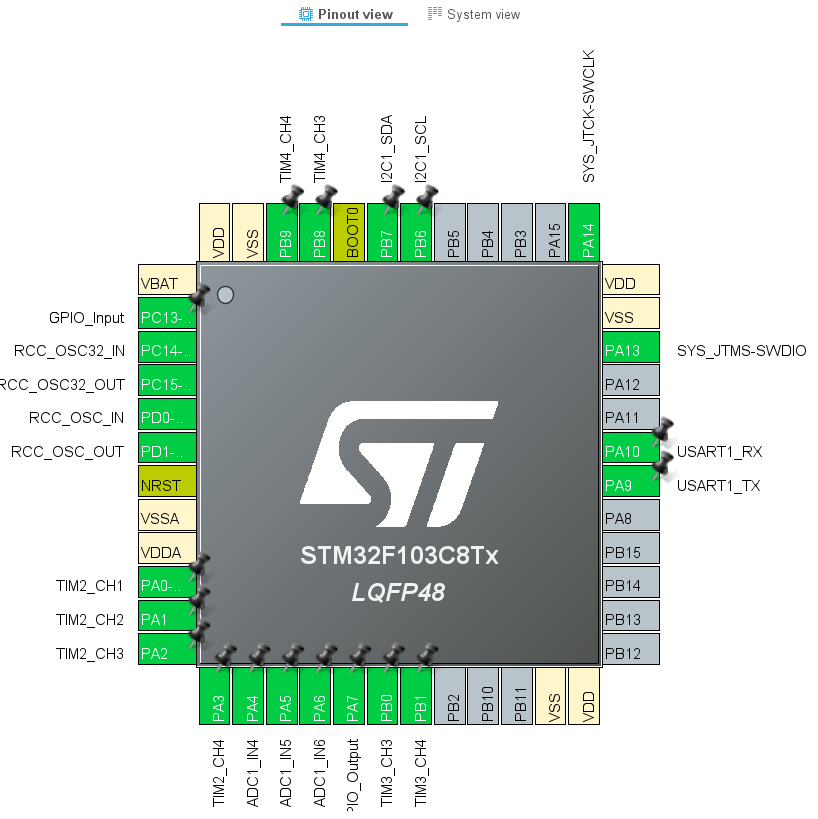 Pinout view
System view
SYS_JTCK-SWCLK
TIM4_CH4
TIM4_CH3
I2C1_SDA
I2C1_SCL
VDD
VSS
PB9
PB8
BOOT0
PB7
PB6
PB5
PB4
PB3
PA15
PA14
VBAT
GPIO_Input PC13-..
RCC_OSC32_IN PC14-..
RCC_OSC32_OUT PC15-..
RCC_OSC_IN PD0-..
RCC_OSC_OUT PD1-..
NRST
VSSA
VDDA
TIM2_CH1 PA0-..
TIM2_CH2 PA1
TIM2_CH3 PA2
VDD
VSS
PA13 SYS_JTMS-SWDIO
PA12
PA11
PA10 USART1_RX
PA9 USART1_TX
PA8
PB15
PB14
PB13
PB12
ST
STM32F103C8Tx
LQFP48
PA3
PA4
PA5
PA6
PA7
PB0
PB1
PB2
PB10
PB11
VSS
VDD
TIM2_CH4
ADC1_IN4
ADC1_IN5
ADC1_IN6
PIO_Output
TIM3_CH3
TIM3_CH4